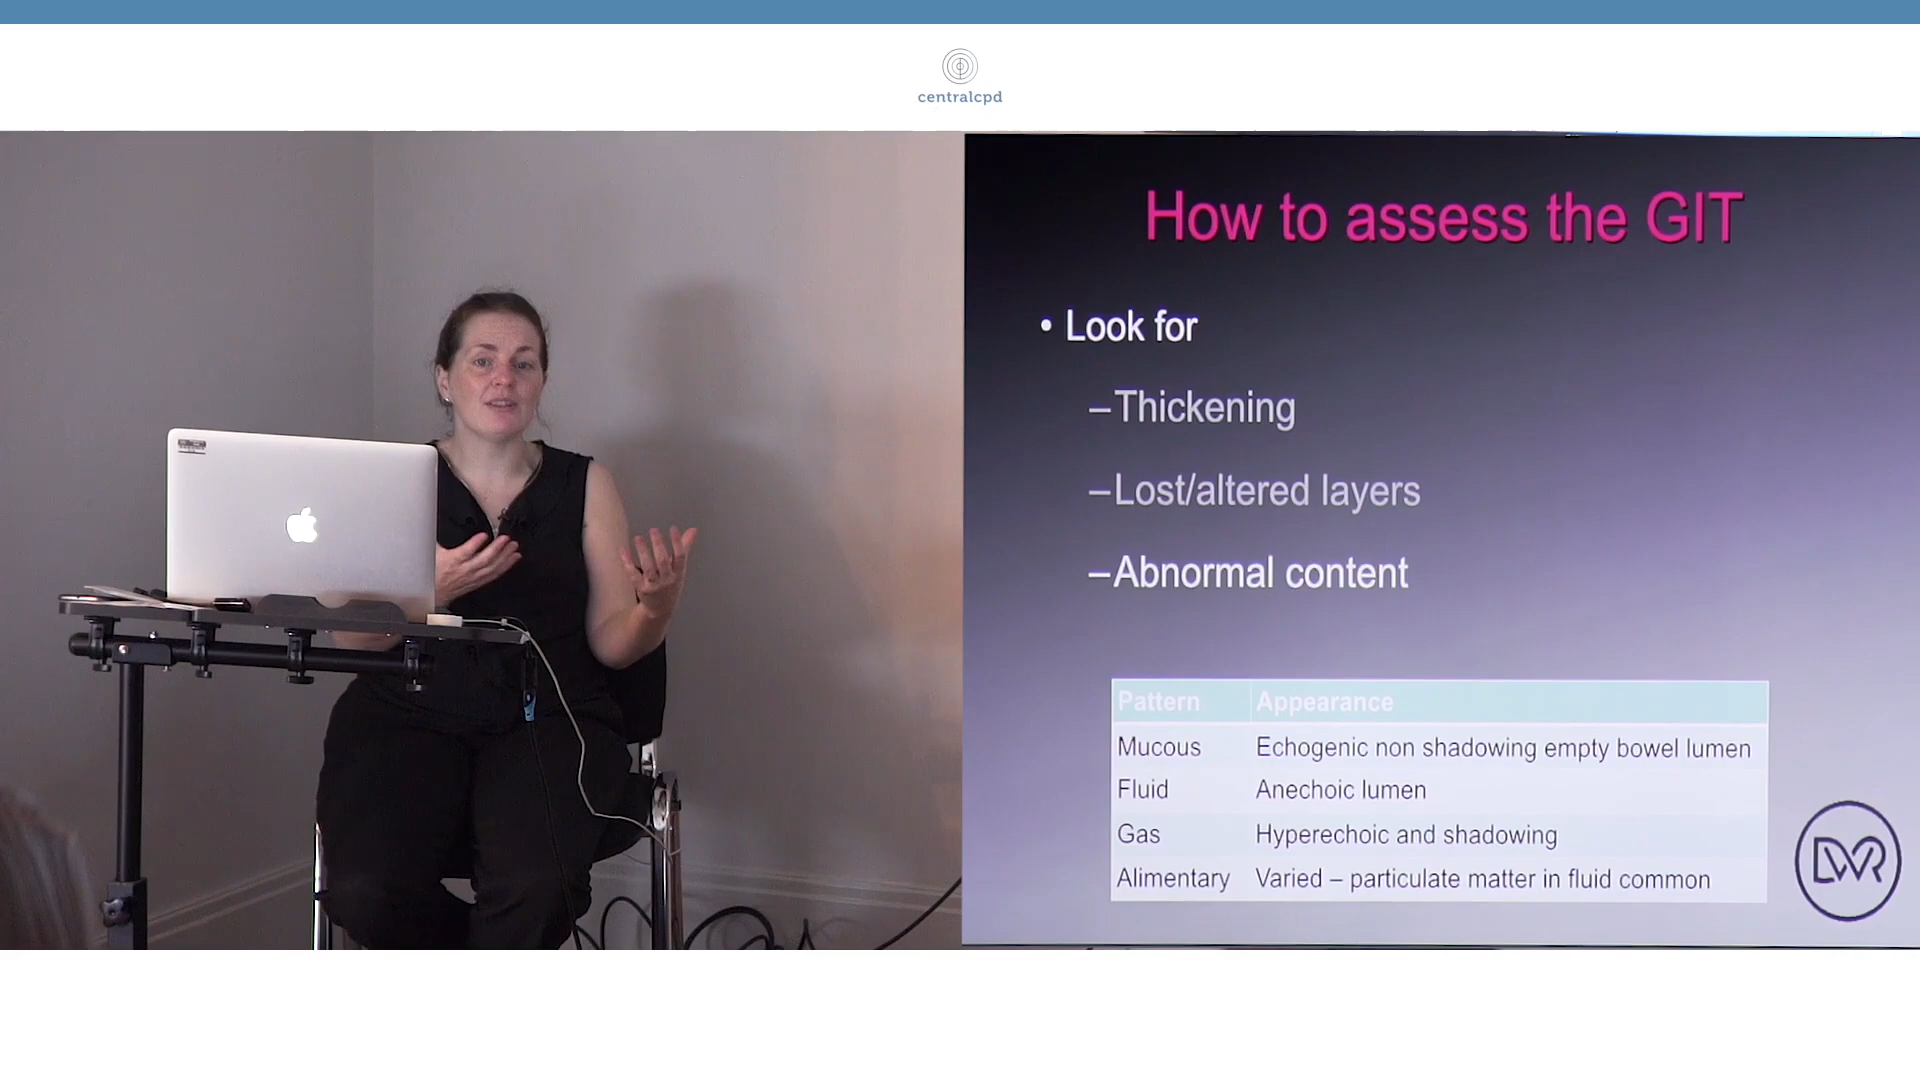 centralcpd
How to assess the GIT
• Look for
–Thickening
–Lost/altered layers
–Abnormal content
Pattern Appearance
Mucous Echogenic non shadowing empty bowel lumen
Fluid Anechoic lumen
Gas Hyperechoic and shadowing
Alimentary Varied – particulate matter in fluid common
DVR